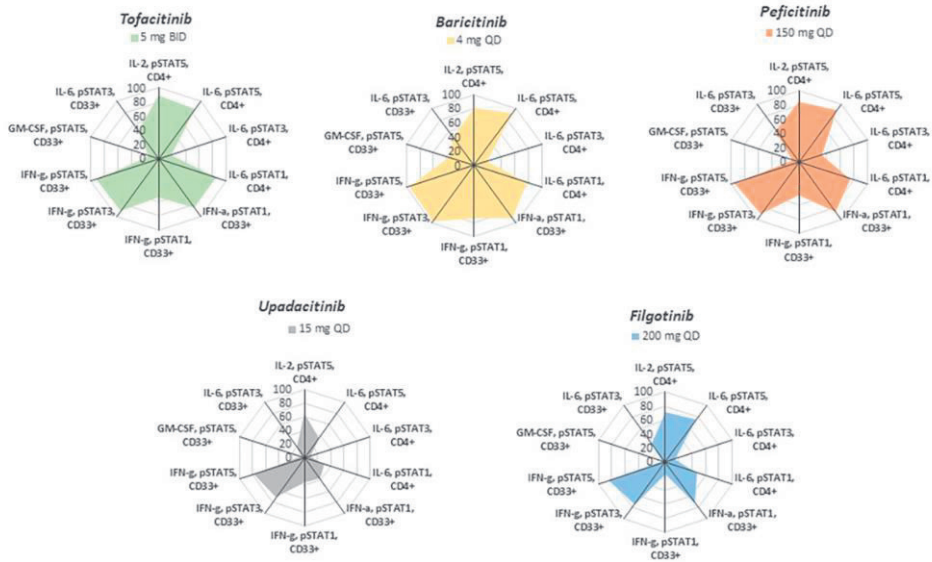 Tofacitinib
5 mg BID
IL-2, pSTAT5,
CD4+
IL-6, pSTAT5,
CD4+
IL-6, pSTAT3,
CD4+
IL-6, pSTAT1,
CD4+
IFN-a, pSTAT1,
CD33+
IFN-g, pSTAT1,
CD33+
IFN-g, pSTAT3,
CD33+
IFN-g, pSTAT5,
CD33+
GM-CSF, pSTAT5,
CD33+
IL-6, pSTAT3,
CD33+
100
80
60
40
20
0
Baricitinib
4 mg QD
IL-2, pSTAT5,
CD4+
IL-6, pSTAT5,
CD4+
IL-6, pSTAT3,
CD4+
IL-6, pSTAT1,
CD4+
IFN-a, pSTAT1,
CD33+
IFN-g, pSTAT1,
CD33+
IFN-g, pSTAT3,
CD33+
IFN-g, pSTAT5,
CD33+
GM-CSF, pSTAT5,
CD33+
IL-6, pSTAT3,
CD33+
100
80
60
40
20
0
Peficitinib
150 mg QD
IL-2, pSTAT5,
CD4+
IL-6, pSTAT5,
CD4+
IL-6, pSTAT3,
CD4+
IL-6, pSTAT1,
CD4+
IFN-a, pSTAT1,
CD33+
IFN-g, pSTAT1,
CD33+
IFN-g, pSTAT3,
CD33+
IFN-g, pSTAT5,
CD33+
GM-CSF, pSTAT5,
CD33+
IL-6, pSTAT3,
CD33+
100
80
60
40
20
0
Upadacitinib
15 mg QD
IL-2, pSTAT5,
CD4+
IL-6, pSTAT5,
CD4+
IL-6, pSTAT3,
CD4+
IL-6, pSTAT1,
CD4+
IFN-a, pSTAT1,
CD33+
IFN-g, pSTAT1,
CD33+
IFN-g, pSTAT3,
CD33+
IFN-g, pSTAT5,
CD33+
GM-CSF, pSTAT5,
CD33+
IL-6, pSTAT3,
CD33+
100
80
60
40
20
0
Filgotinib
200 mg QD
IL-2, pSTAT5,
CD4+
IL-6, pSTAT5,
CD4+
IL-6, pSTAT3,
CD4+
IL-6, pSTAT1,
CD4+
IFN-a, pSTAT1,
CD33+
IFN-g, pSTAT1,
CD33+
IFN-g, pSTAT3,
CD33+
IFN-g, pSTAT5,
CD33+
GM-CSF, pSTAT5,
CD33+
IL-6, pSTAT3,
CD33+
100
80
60
40
20
0